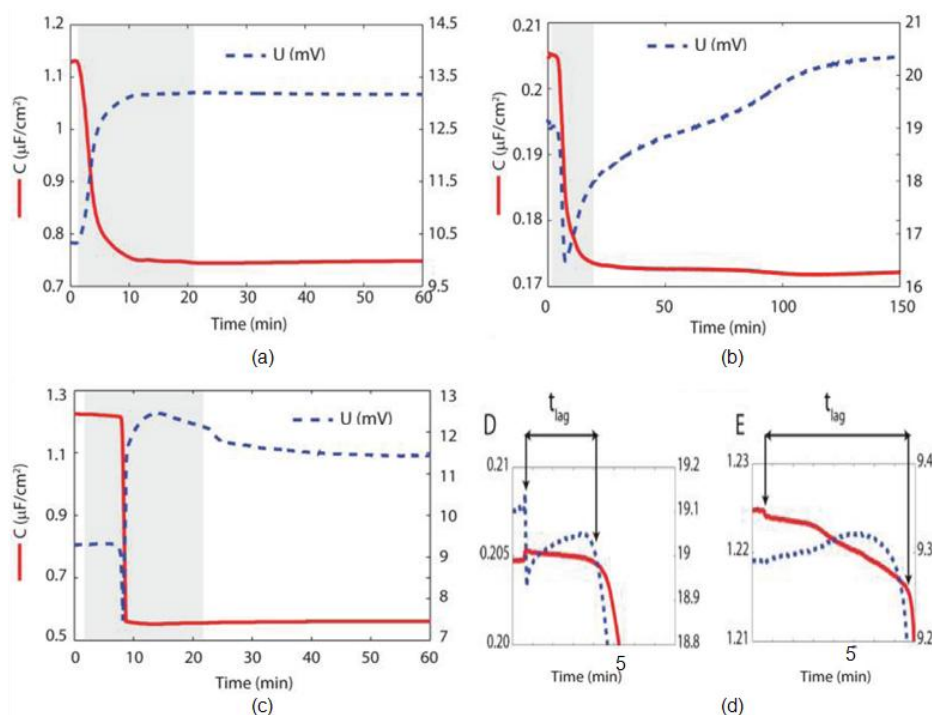 1.2
1.1
1
0.9
0.8
0.7
C (µF/cm²)
U (mV)
14.5
13.5
12.5
11.5
10.5
9.5
0 10 20 30 40 50 60
Time (min)
(a)
0.21
0.2
0.19
0.18
0.17
C (µF/cm²)
U (mV)
21
20
19
18
17
16
0 50 100 150
Time (min)
(b)
1.3
1.1
0.9
0.7
0.5
C (µF/cm²)
U (mV)
13
12
11
10
9
8
7
0 10 20 30 40 50 60
Time (min)
(c)
D
tlag
0.21
0.205
0.20
19.2
19.1
19
18.9
18.8
5
Time (min)
E
tlag
1.23
1.22
1.21
9.4
9.3
9.2
5
Time (min)
(d)